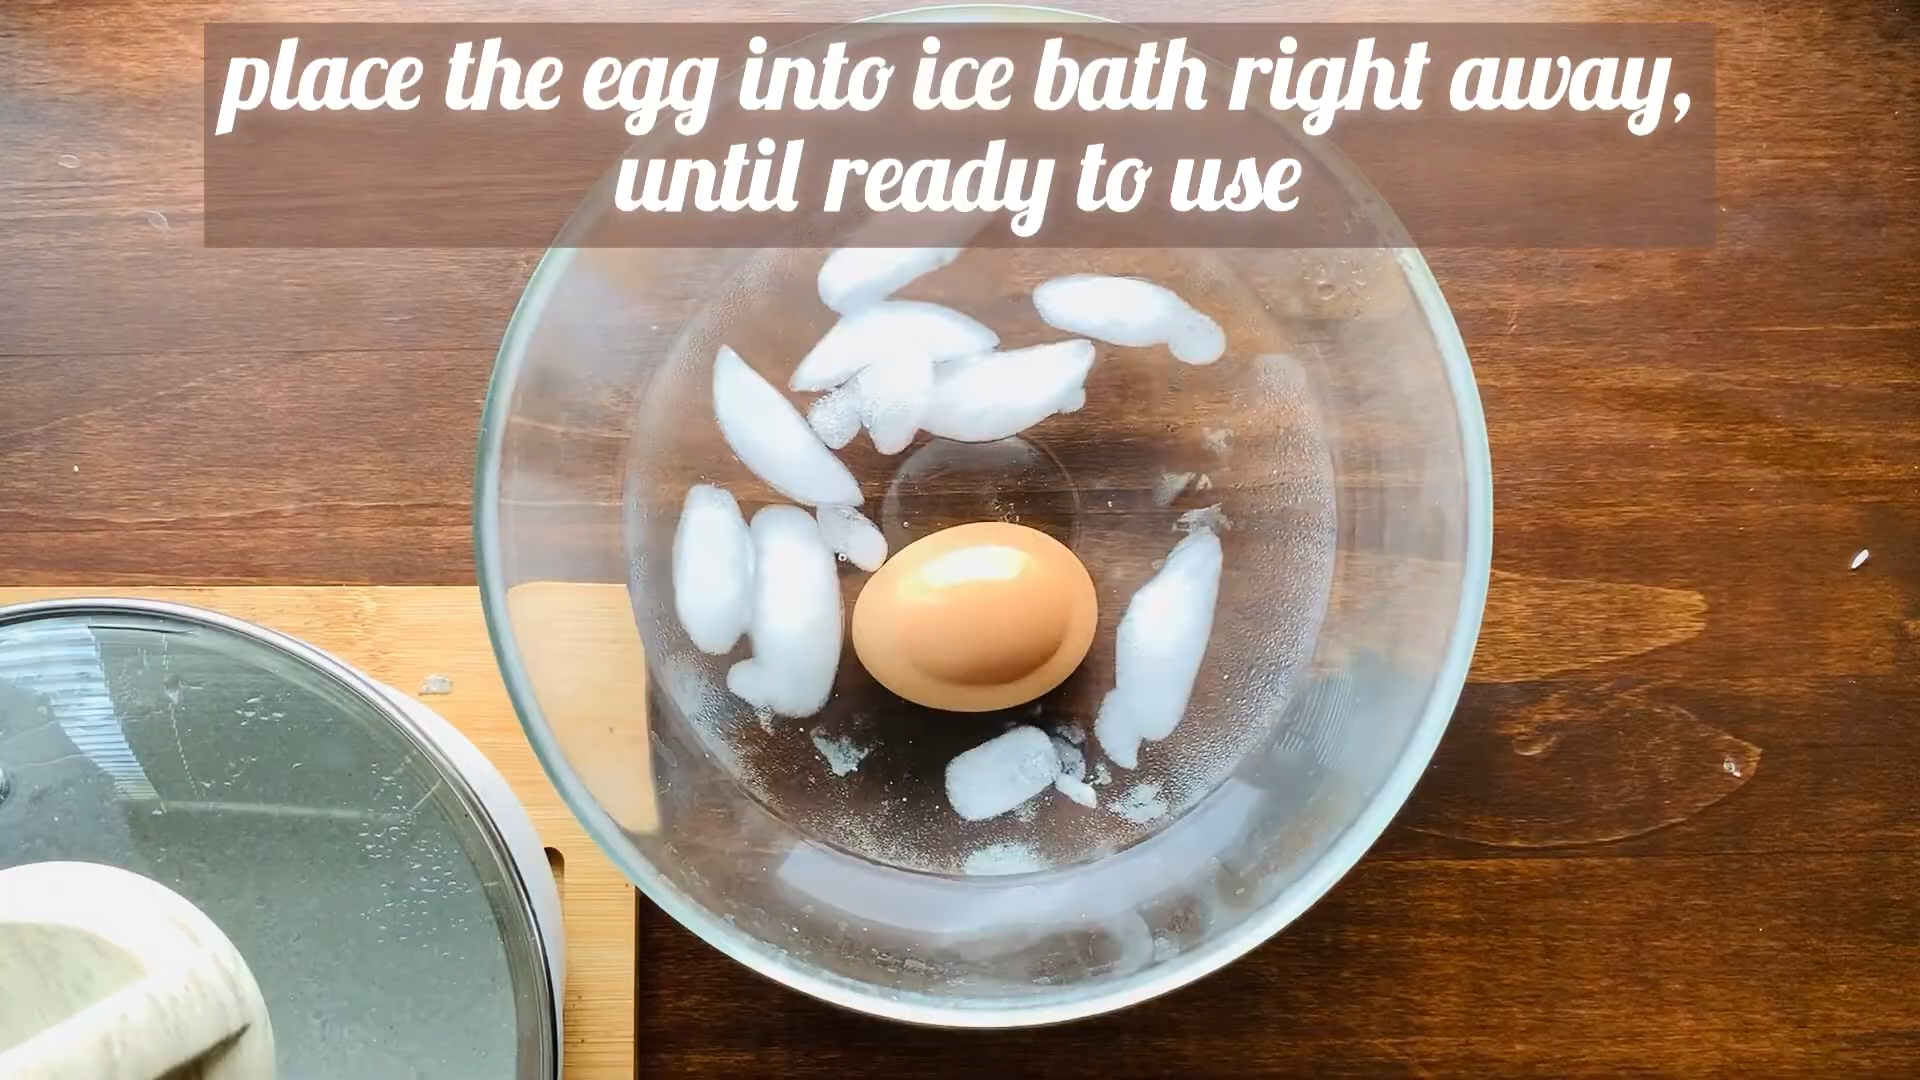 place the egg into ice bath right away,
until ready to use